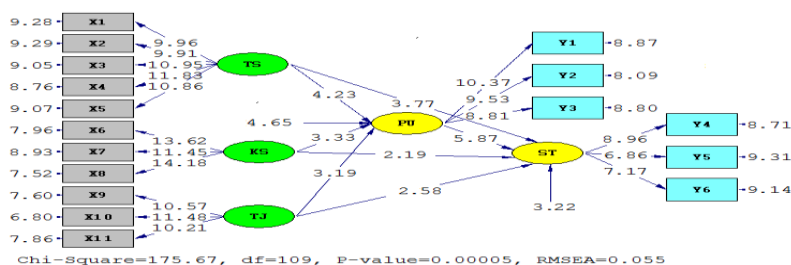 9.28 X1
9.29 X2
9.05 X3
8.76 X4
9.07 X5
7.96 X6
8.93 X7
7.52 X8
7.60 X9
6.80 X10
7.86 X11
9.96
9.91
10.95
11.83
10.86
13.62
11.45
14.18
10.57
11.48
10.21
TS
KS
TJ
4.23
4.65
3.33
3.19
3.77
2.19
2.58
PU
5.87
ST
3.22
10.37
9.53
8.81
Y1 8.87
Y2 8.09
Y3 8.80
8.96
6.86
7.17
Y4 8.71
Y5 9.31
Y6 9.14
Chi-Square=175.67, df=109, P-value=0.00005, RMSEA=0.055